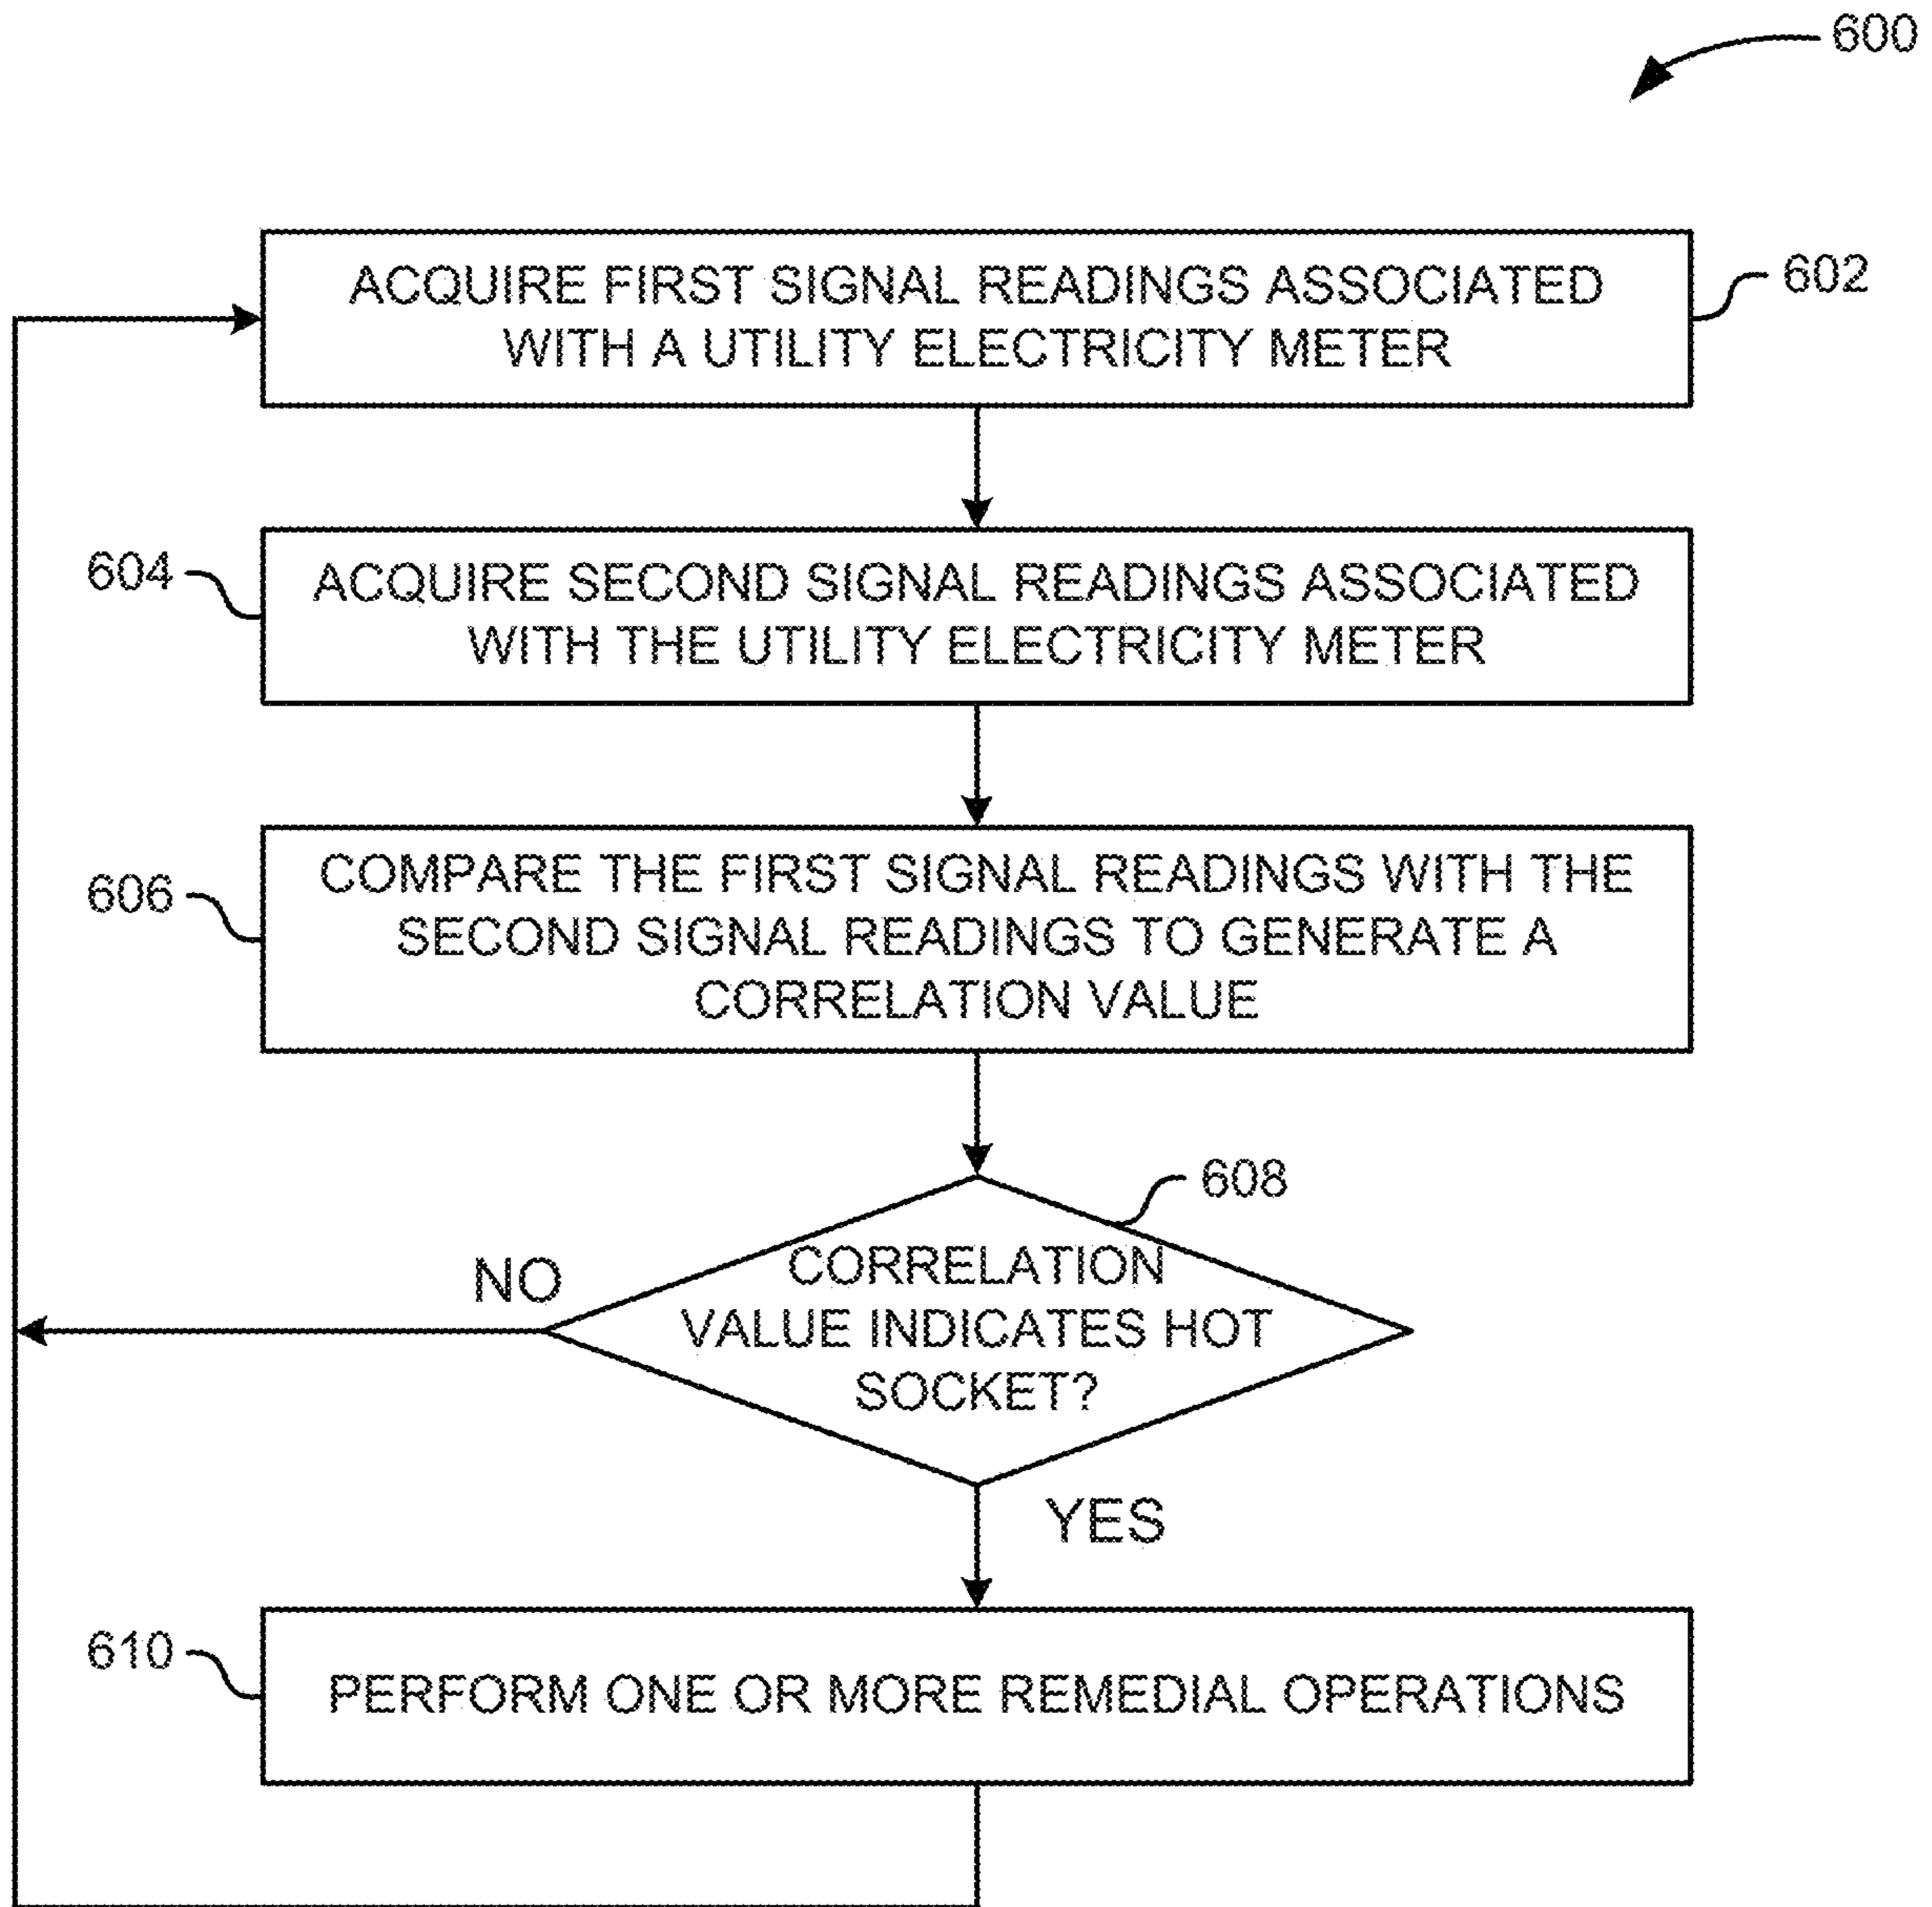 600
ACQUIRE FIRST SIGNAL READINGS ASSOCIATED
WITH A UTILITY ELECTRICITY METER
602
604
ACQUIRE SECOND SIGNAL READINGS ASSOCIATED
WITH THE UTILITY ELECTRICITY METER
606
COMPARE THE FIRST SIGNAL READINGS WITH THE
SECOND SIGNAL READINGS TO GENERATE A
CORRELATION VALUE
608
NO
CORRELATION
VALUE INDICATES HOT
SOCKET?
YES
610
PERFORM ONE OR MORE REMEDIAL OPERATIONS